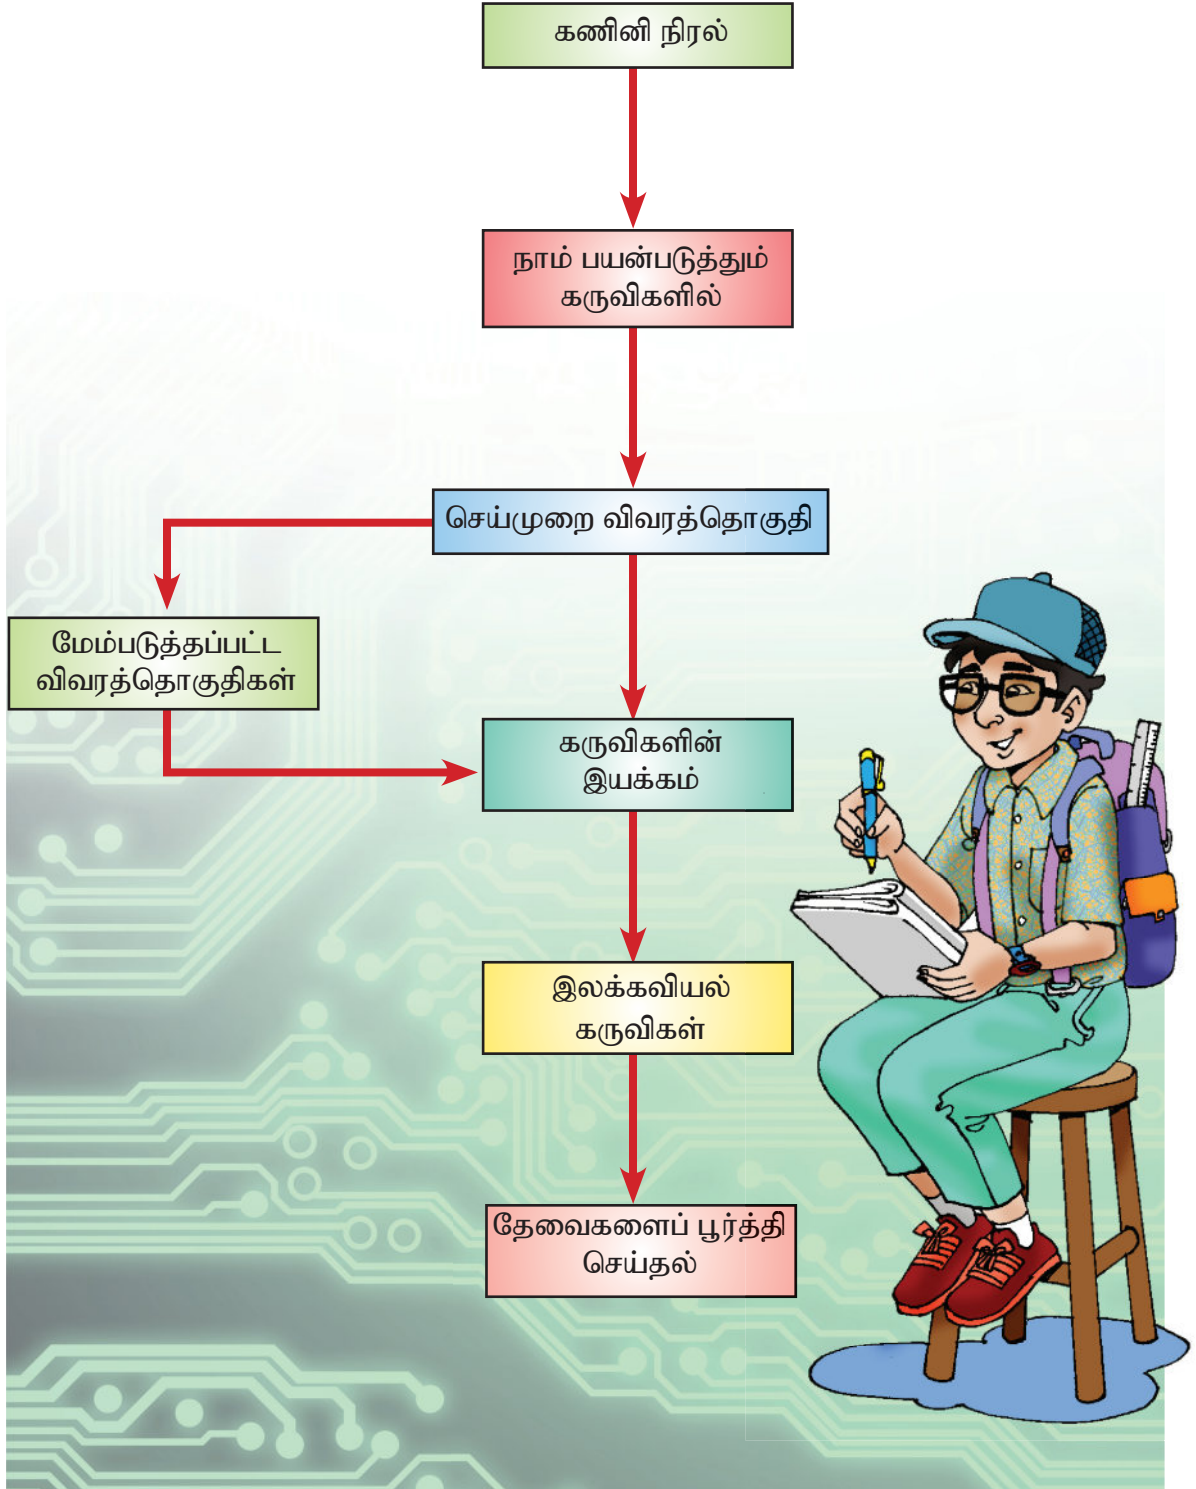 கணினி நிரல்
நாம் பயன்படுத்தும்
கருவிகளில்
செய்முறை விவரத்தொகுதி
மேம்படுத்தப்பட்ட
விவரத்தொகுதிகள்
கருவிகளின்
இயக்கம்
இலக்கவியல்
கருவிகள்
தேவைகளைப் பூர்த்தி
செய்தல்